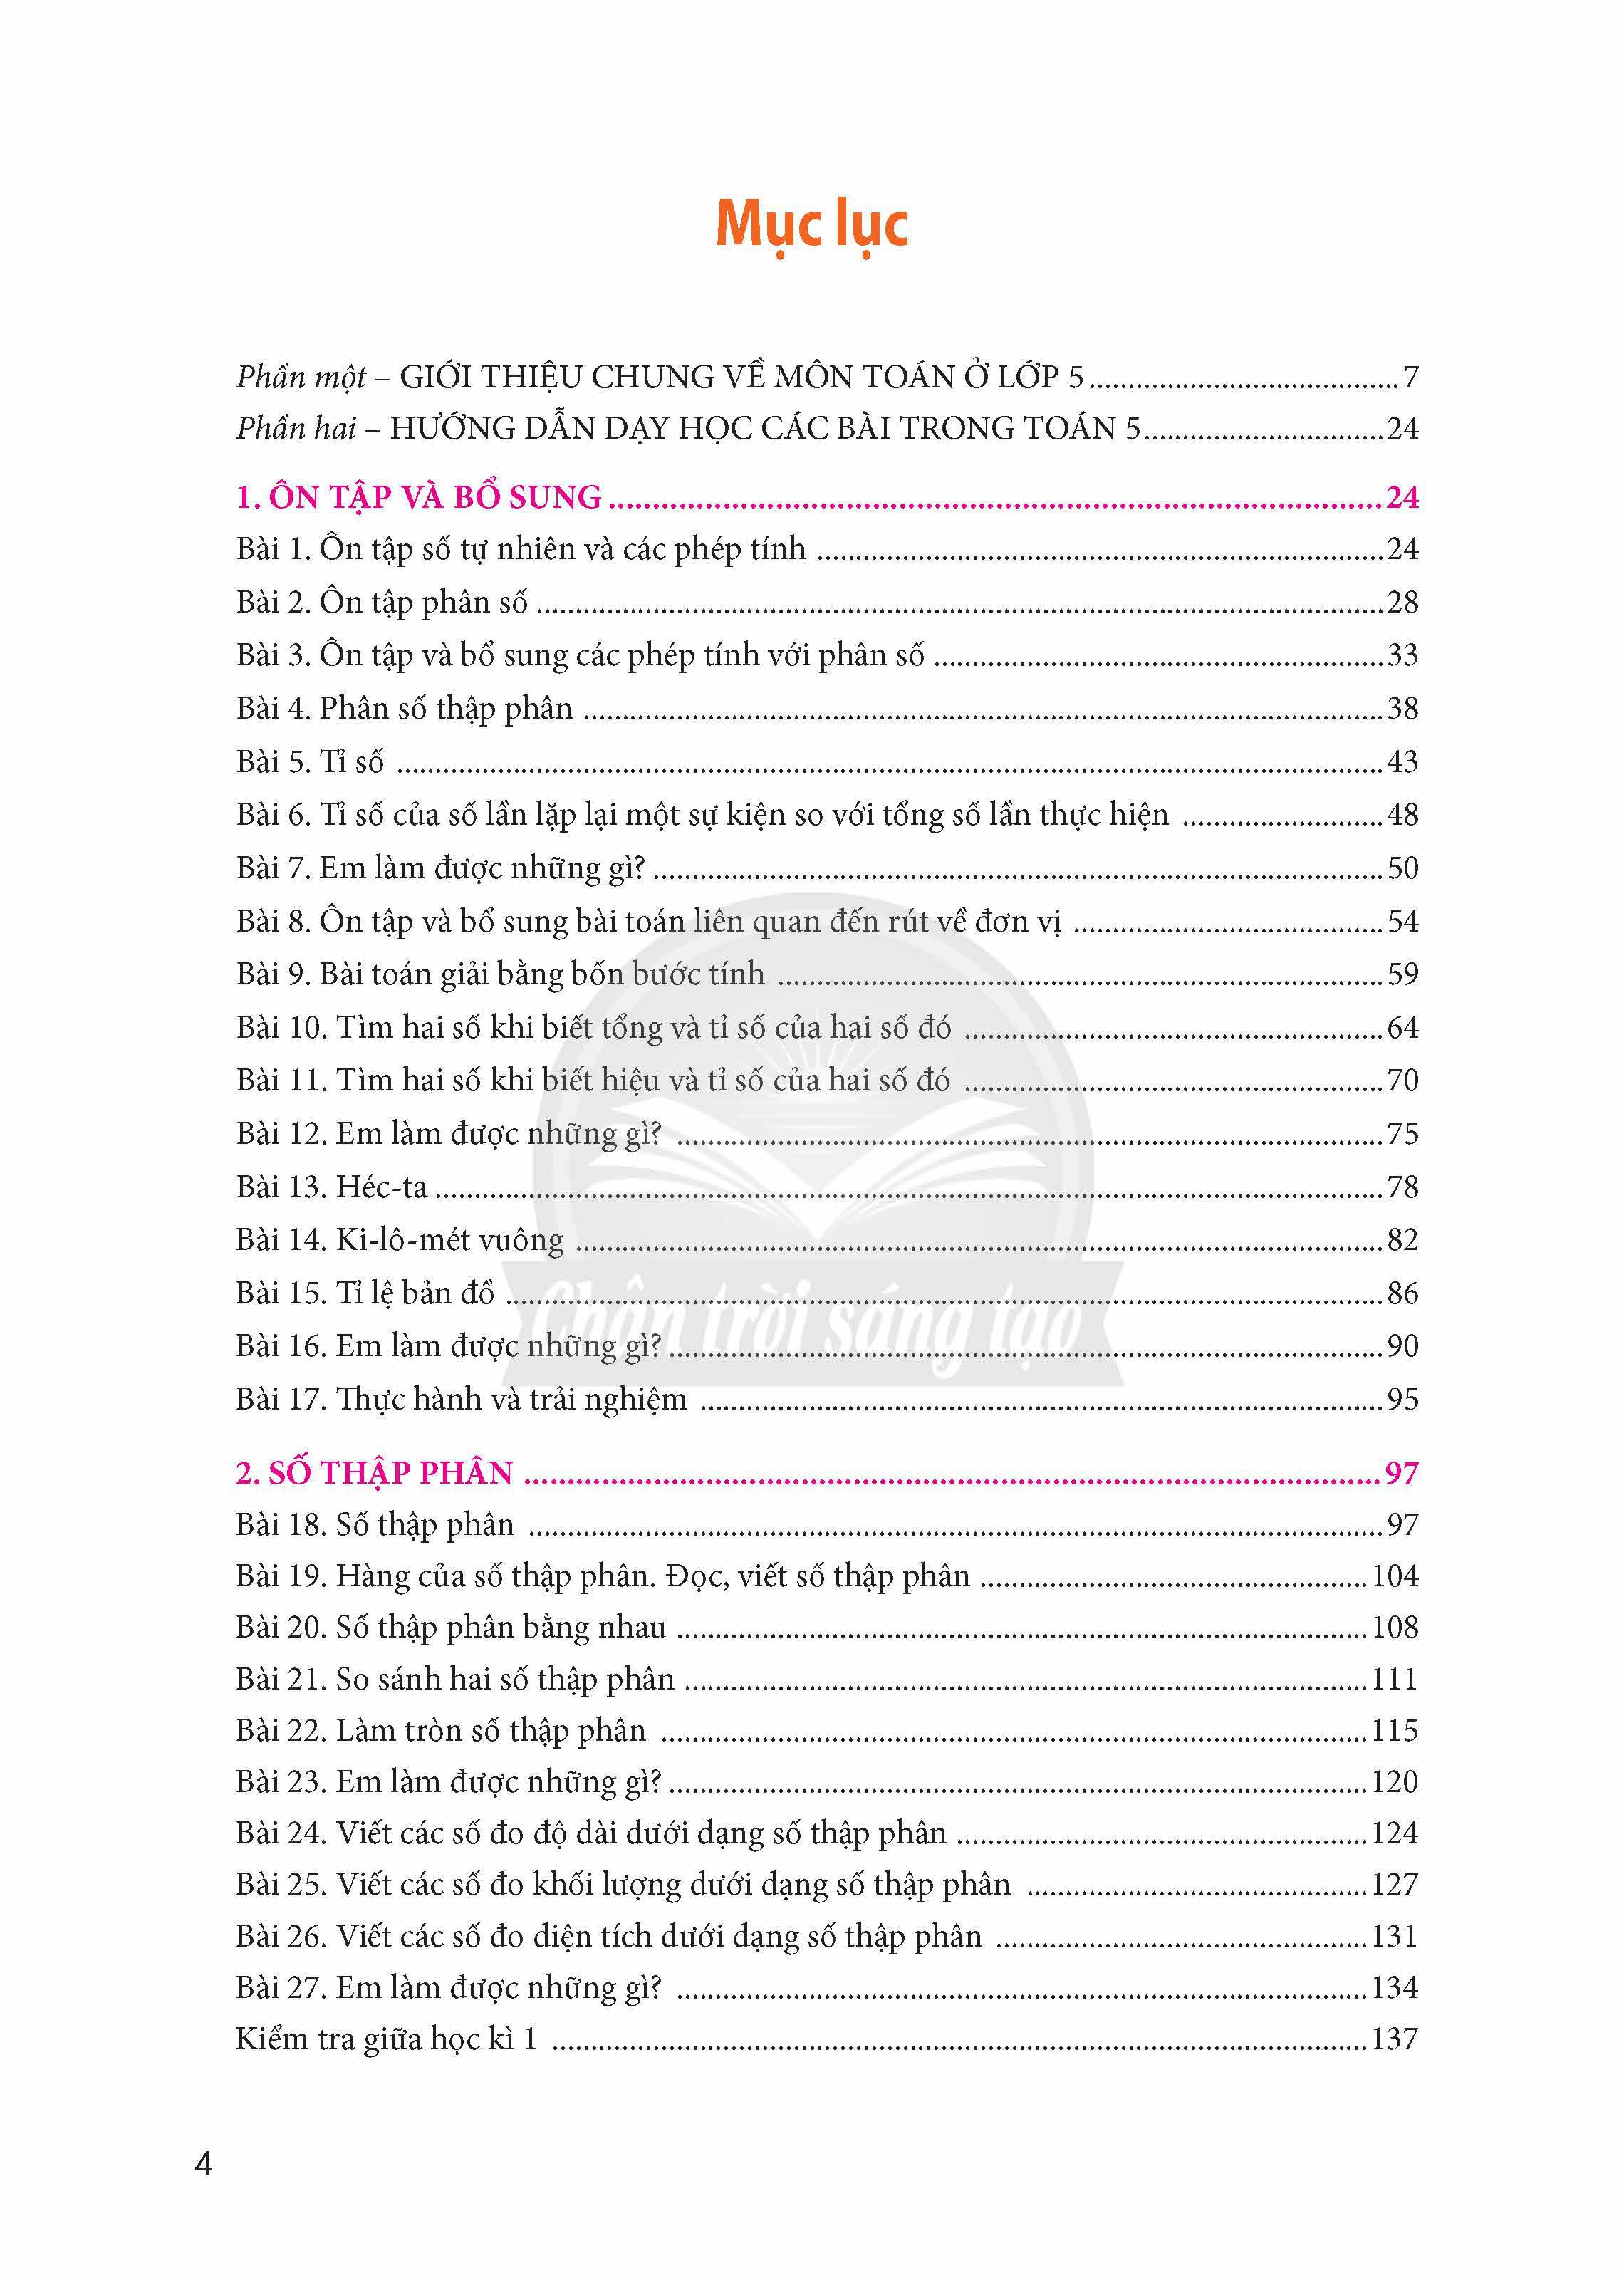 Mục lục
Phần một – GIỚI THIỆU CHUNG VỀ MÔN TOÁN Ở LỚP 5........................................7
Phần hai – HƯỚNG DẪN DẠY HỌC CÁC BÀI TRONG TOÁN 5...............................24
1. ÔN TẬP VÀ BỔ SUNG..........................................................................24
Bài 1. Ôn tập số tự nhiên và các phép tính ..........................................................24
Bài 2. Ôn tập phân số ..........................................................28
Bài 3. Ôn tập và bổ sung các phép tính với phân số ..........................................................33
Bài 4. Phân số thập phân ..........................................................38
Bài 5. Tỉ số ..........................................................43
Bài 6. Tỉ số của số lần lặp lại một sự kiện so với tổng số lần thực hiện ..........................48
Bài 7. Em làm được những gì? ..........................................................50
Bài 8. Ôn tập và bổ sung bài toán liên quan đến rút về đơn vị ........................................54
Bài 9. Bài toán giải bằng bốn bước tính ..........................................................59
Bài 10. Tìm hai số khi biết tổng và tỉ số của hai số đó ..........................................................64
Bài 11. Tìm hai số khi biết hiệu và tỉ số của hai số đó ..........................................................70
Bài 12. Em làm được những gì? ..........................................................75
Bài 13. Héc-ta ..........................................................78
Bài 14. Ki-lô-mét vuông ..........................................................82
Bài 15. Tỉ lệ bản đồ ..........................................................86
Chân trời sáng tạo
Bài 16. Em làm được những gì? ..........................................................90
Bài 17. Thực hành và trải nghiệm ..........................................................95
2. SỐ THẬP PHÂN ..........................................................97
Bài 18. Số thập phân ..........................................................97
Bài 19. Hàng của số thập phân. Đọc, viết số thập phân ..................................................104
Bài 20. Số thập phân bằng nhau ..........................................................108
Bài 21. So sánh hai số thập phân ..........................................................111
Bài 22. Làm tròn số thập phân ..........................................................115
Bài 23. Em làm được những gì? ..........................................................120
Bài 24. Viết các số đo độ dài dưới dạng số thập phân ..................................................124
Bài 25. Viết các số đo khối lượng dưới dạng số thập phân ............................................127
Bài 26. Viết các số đo diện tích dưới dạng số thập phân ................................................131
Bài 27. Em làm được những gì? ..........................................................134
Kiểm tra giữa học kì 1 ..........................................................137
4